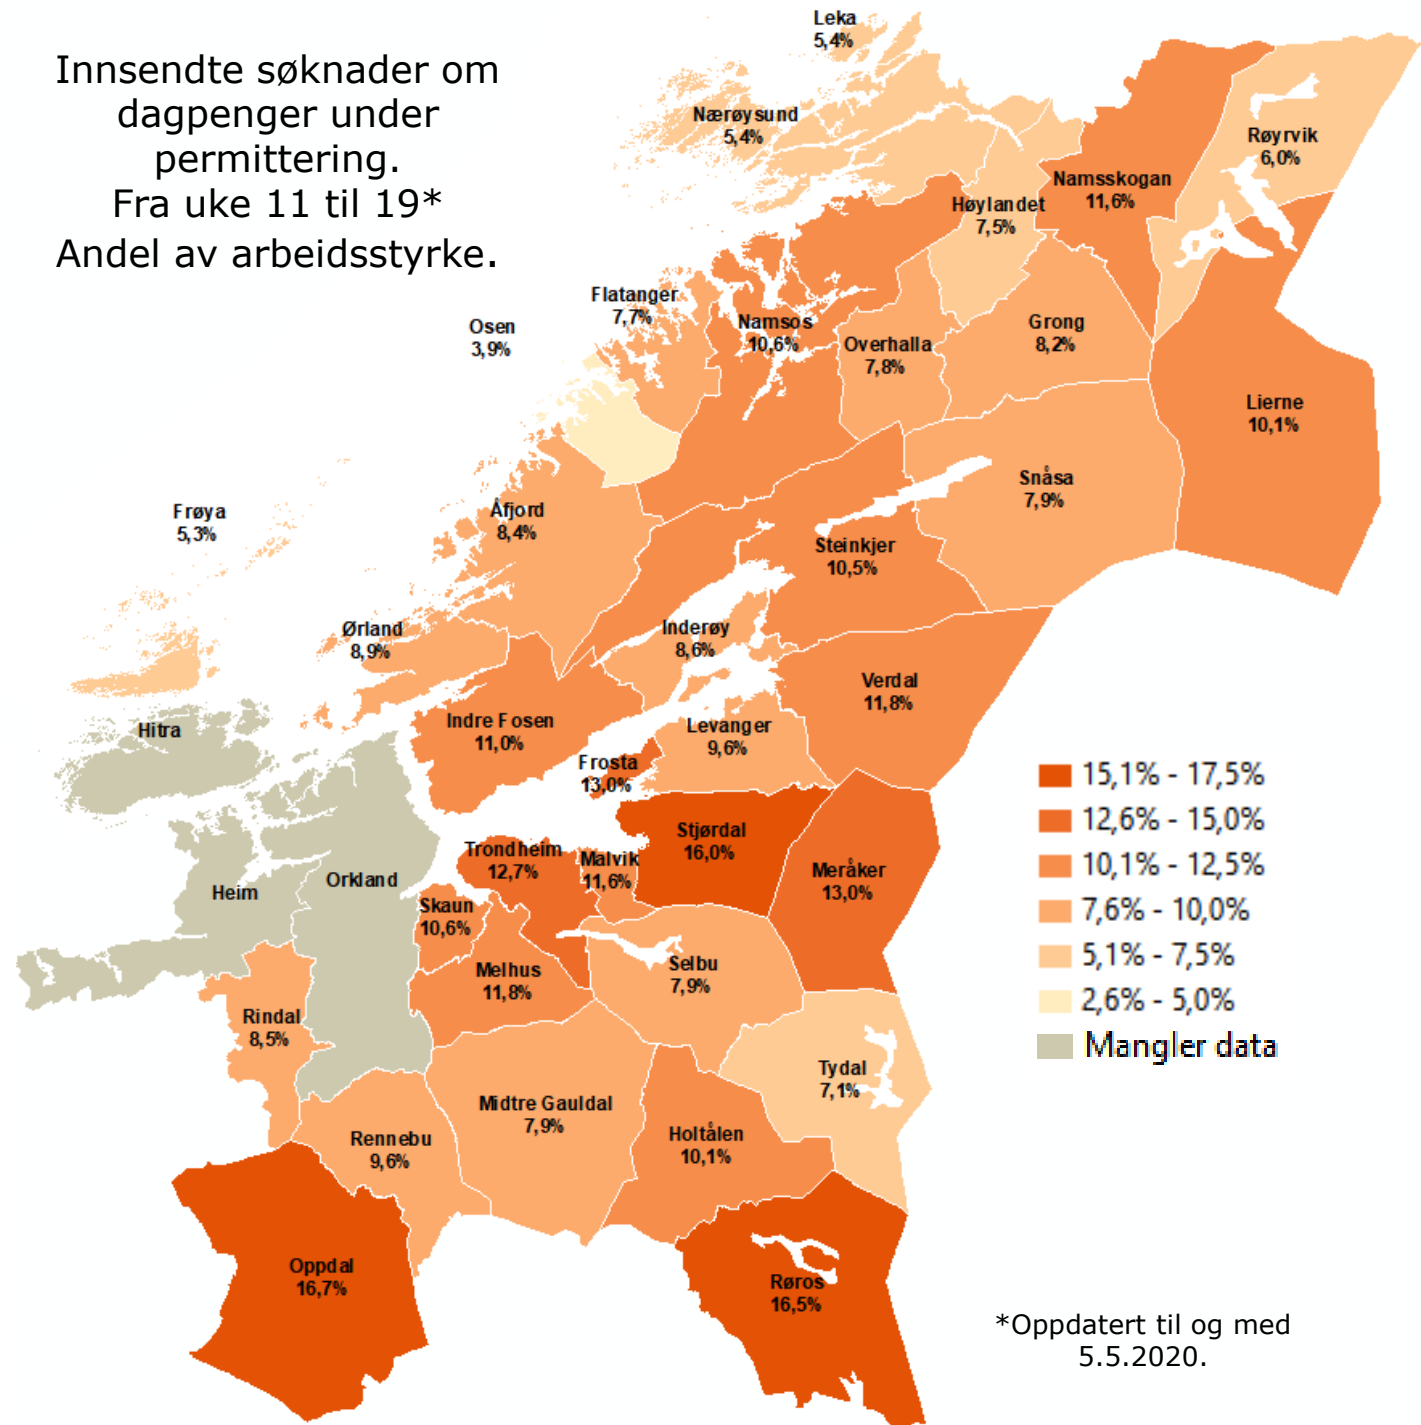 Innsendte søknader om
dagpenger under
permittering.
Fra uke 11 til 19*
Andel av arbeidsstyrke.
Leka
5,4%
Nærøysund
5,4%
Røyrvik
6,0%
Namsskogan
11,6%
Høylandet
7,5%
Flatanger
7,7%
Osen
3,9%
Namsos
10,6%
Overhalla
7,8%
Grong
8,2%
Lierne
10,1%
Snåsa
7,9%
Frøya
5,3%
Åfjord
8,4%
Steinkjer
10,5%
Ørland
8,9%
Inderøy
8,6%
Verdal
11,8%
Hitra
Indre Fosen
11,0%
Levanger
9,6%
Frosta
13,0%
Stjørdal
16,0%
Trondheim
12,7%
Malvik
11,6%
Meråker
13,0%
Heim
Orkland
Skaun
10,6%
Melhus
11,8%
Selbu
7,9%
Rindal
8,5%
Tydal
7,1%
Midtre Gauldal
7,9%
Rennebu
9,6%
Holtålen
10,1%
Oppdal
16,7%
Røros
16,5%
15,1% - 17,5%
12,6% - 15,0%
10,1% - 12,5%
7,6% - 10,0%
5,1% - 7,5%
2,6% - 5,0%
Mangler data
*Oppdatert til og med
5.5.2020.